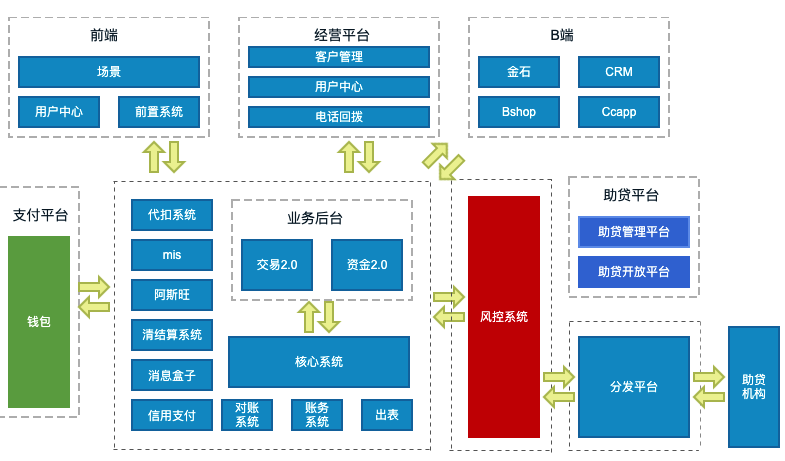 前端
场景
用户中心
前置系统
经营平台
客户管理
用户中心
电话回拨
B端
金石
CRM
Bshop
Ccapp
支付平台
钱包
代扣系统
mis
阿斯旺
清结算系统
消息盒子
信用支付
业务后台
交易2.0
资金2.0
核心系统
对账
系统
账务
系统
出表
风控系统
助贷平台
助贷管理平台
助贷开放平台
分发平台
助贷
机构